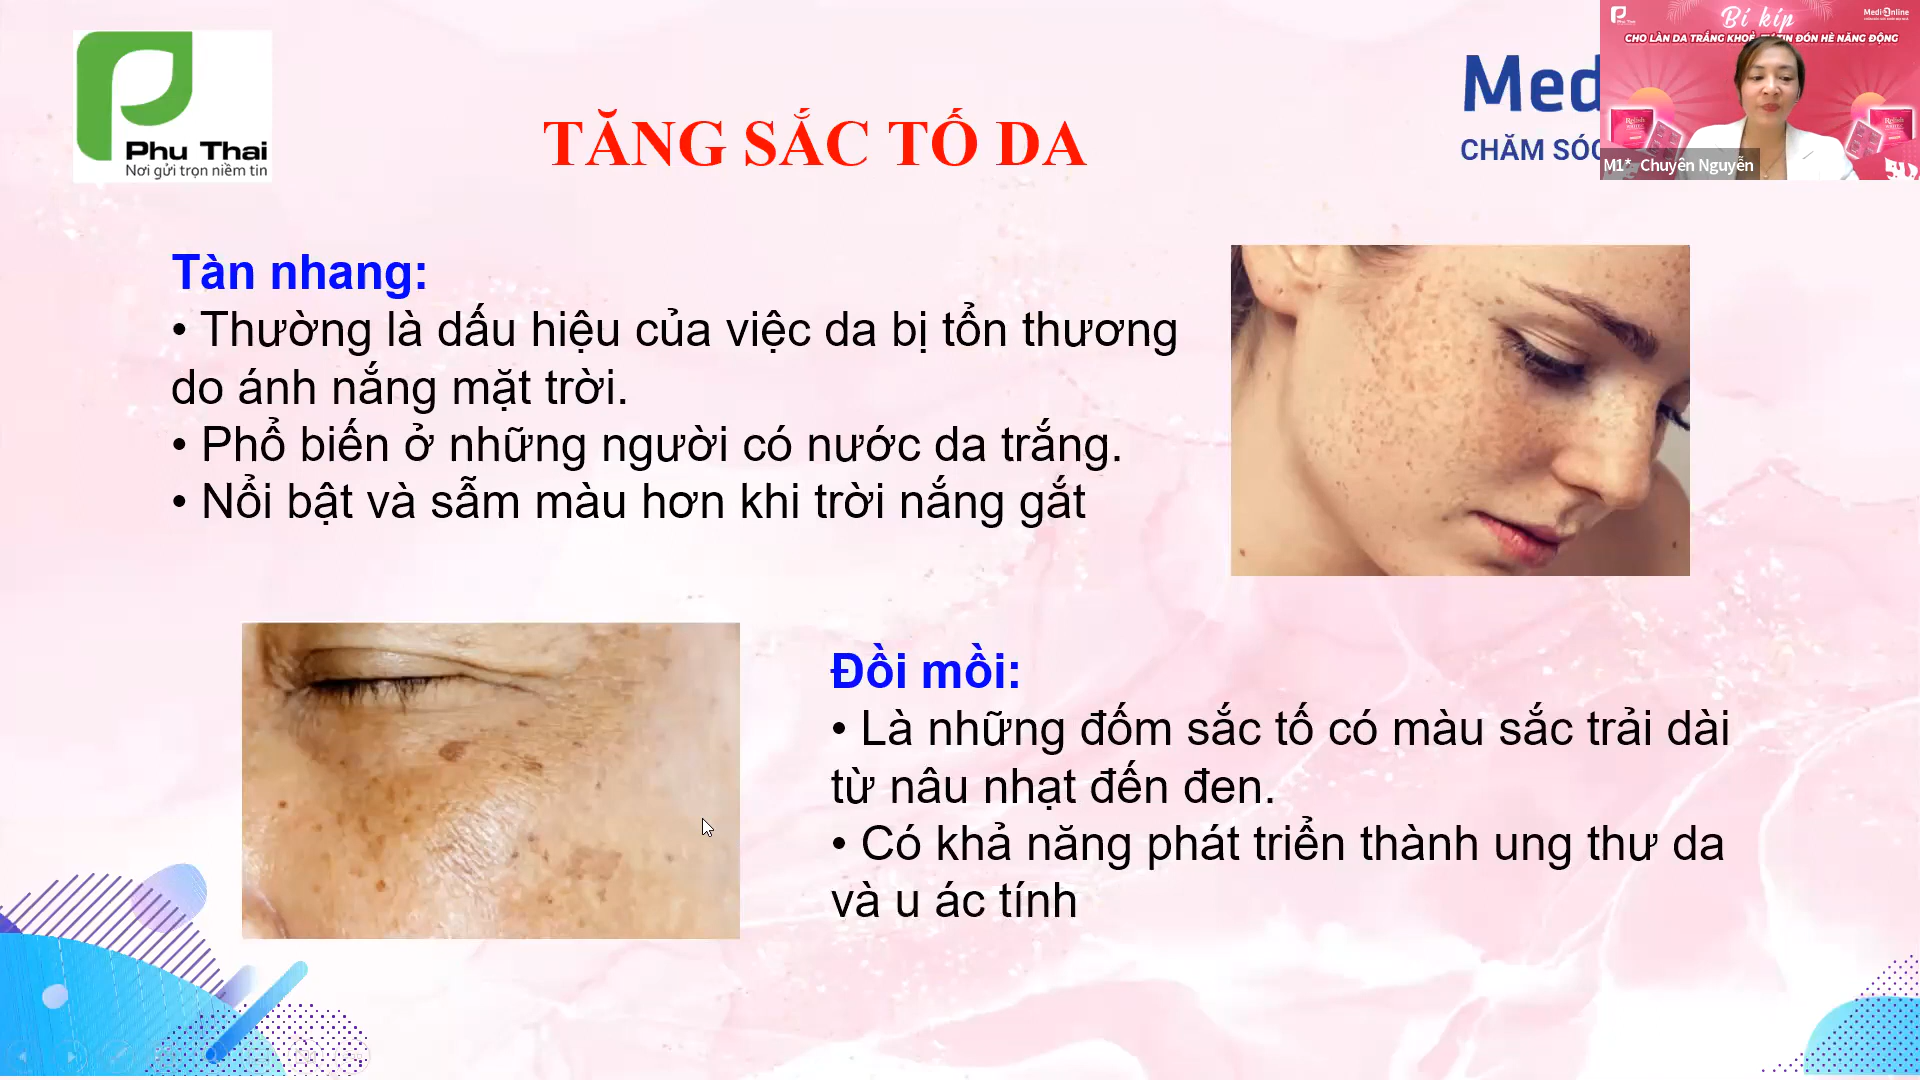 Phu Thai
Nơi gửi trọn niềm tin
TĂNG SẮC TỐ DA
Med
CHĂM SÓC
Bí kíp
Medi Online
CHO LÀN DA TRẮNG KHOẺ, TỰ TIN ĐÓN HÈ NĂNG ĐỘNG
M1* Chuyên Nguyễn
Tàn nhang:
• Thường là dấu hiệu của việc da bị tổn thương
do ánh nắng mặt trời.
• Phổ biến ở những người có nước da trắng.
• Nổi bật và sẫm màu hơn khi trời nắng gắt
Đồi mồi:
• Là những đốm sắc tố có màu sắc trải dài
từ nâu nhạt đến đen.
• Có khả năng phát triển thành ung thư da
và u ác tính